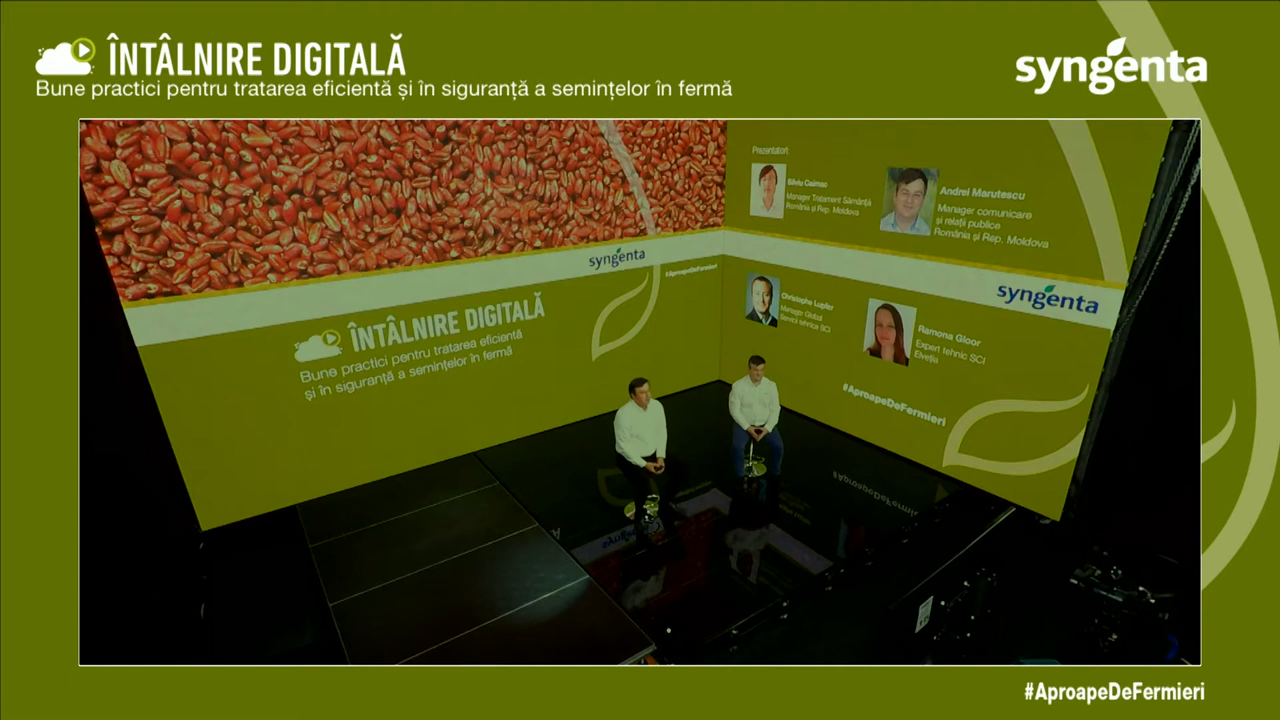 ÎNTÂLNIRE DIGITALĂ
Bune practici pentru tratarea eficientă și în siguranță a semințelor în fermă
syngenta
Prezentatori:
Silviu Caimac
Manager Tratament Sămânță
România și Rep. Moldova
Andrei Marutescu
Manager comunicare
și relații publice
România și Rep. Moldova
syngenta
#AproapeDeFermieri
syngenta
ÎNTÂLNIRE DIGITALĂ
Bune practici pentru tratarea eficientă
și în siguranță a semințelor în fermă
Christophe Lupfer
Manager Global
Servicii tehnice SCI
Ramona Gloor
Expert tehnic SCI
Elveția
#AproapeDeFermieri
#AproapeDeFermieri